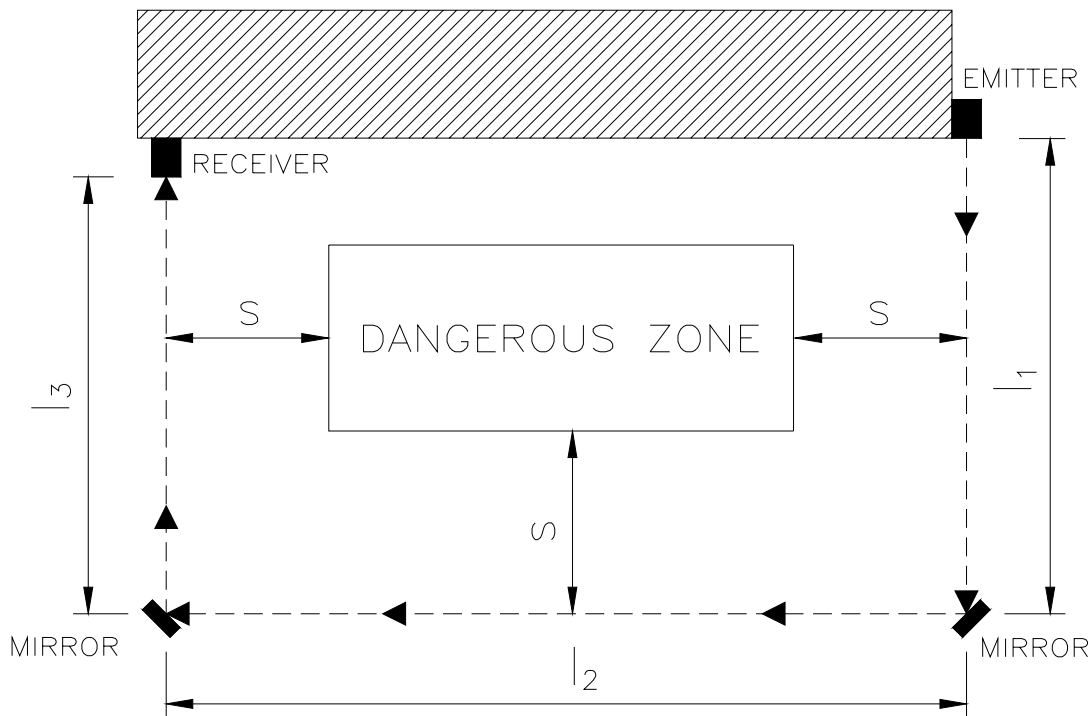 EMITTER
RECEIVER
S
DANGEROUS ZONE
S
l1
l3
S
MIRROR
MIRROR
l2